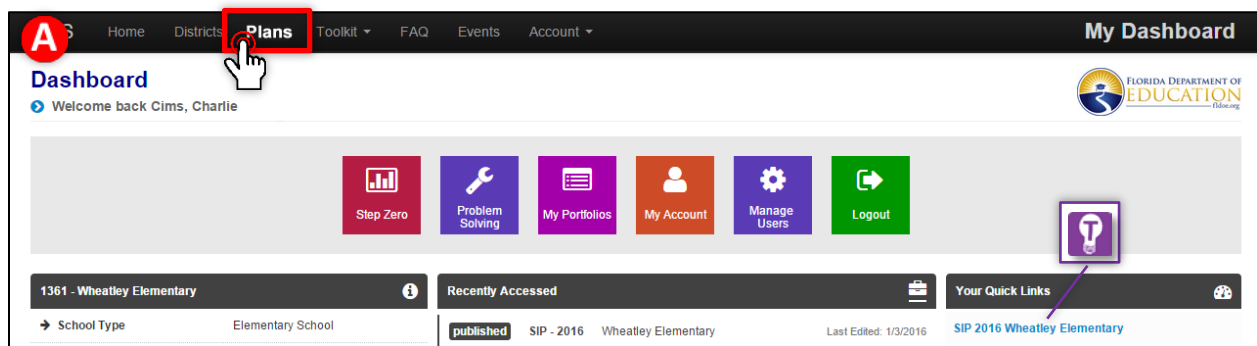 A S Home Districts Plans Toolkit FAQ Events Account My Dashboard
Dashboard
Welcome back Cims, Charlie
FLORIDA DEPARTMENT OF
EDUCATION
fldoe.org
Step Zero
Problem
Solving
My Portfolios
My Account
Manage
Users
Logout
T
1361 - Wheatley Elementary
Recently Accessed
Your Quick Links
School Type Elementary School
published SIP - 2016 Wheatley Elementary Last Edited: 1/3/2016
SIP 2016 Wheatley Elementary